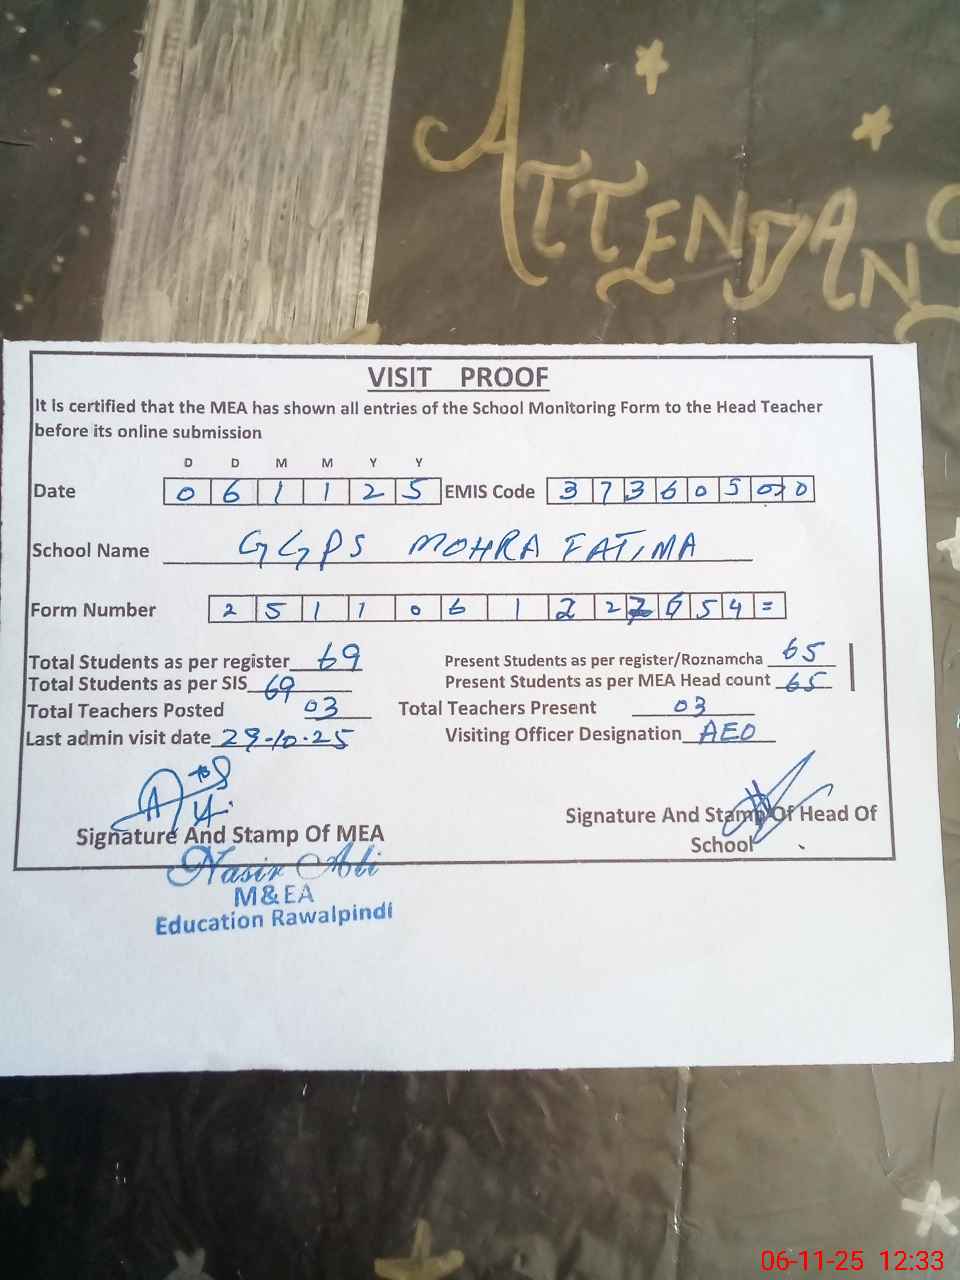 ATTENDANC
VISIT PROOF
It is certified that the MEA has shown all entries of the School Monitoring Form to the Head Teacher
before its online submission
D D M M Y Y
Date 0 6 1 1 2 5 EMIS Code 3 7 3 6 0 5 0 0
School Name GGPS MOHRA FATIMA
Form Number 2 5 1 1 0 6 1 2 2 6 5 4 =
Total Students as per register 69 Present Students as per register/Roznamcha 65
Total Students as per SIS 69 Present Students as per MEA Head count 65
Total Teachers Posted 03 Total Teachers Present 03
Last admin visit date 29-10-25 Visiting Officer Designation AEO
Signature And Stamp Of MEA Signature And Stamp Of Head Of
School
Nasir Ali
M&EA
Education Rawalpindi
06-11-25 12:33